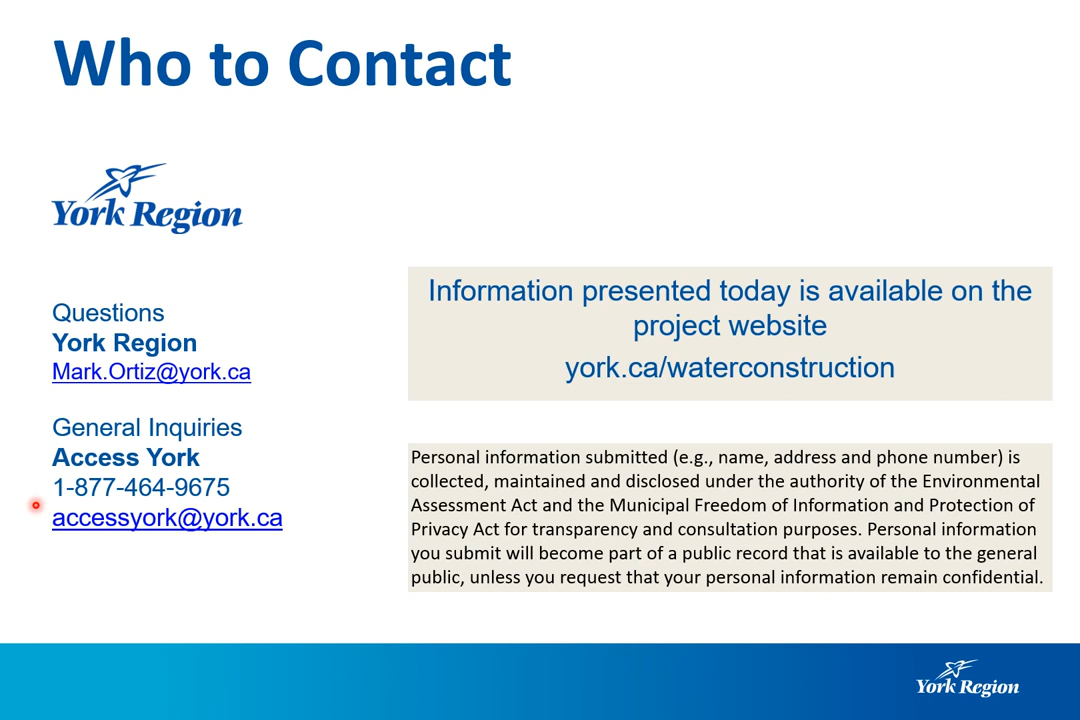 Who to Contact
York Region
Questions
York Region
Mark.Ortiz@york.ca
General Inquiries
Access York
1-877-464-9675
accessyork@york.ca
Information presented today is available on the
project website
york.ca/waterconstruction
Personal information submitted (e.g., name, address and phone number) is
collected, maintained and disclosed under the authority of the Environmental
Assessment Act and the Municipal Freedom of Information and Protection of
Privacy Act for transparency and consultation purposes. Personal information
you submit will become part of a public record that is available to the general
public, unless you request that your personal information remain confidential.
York Region